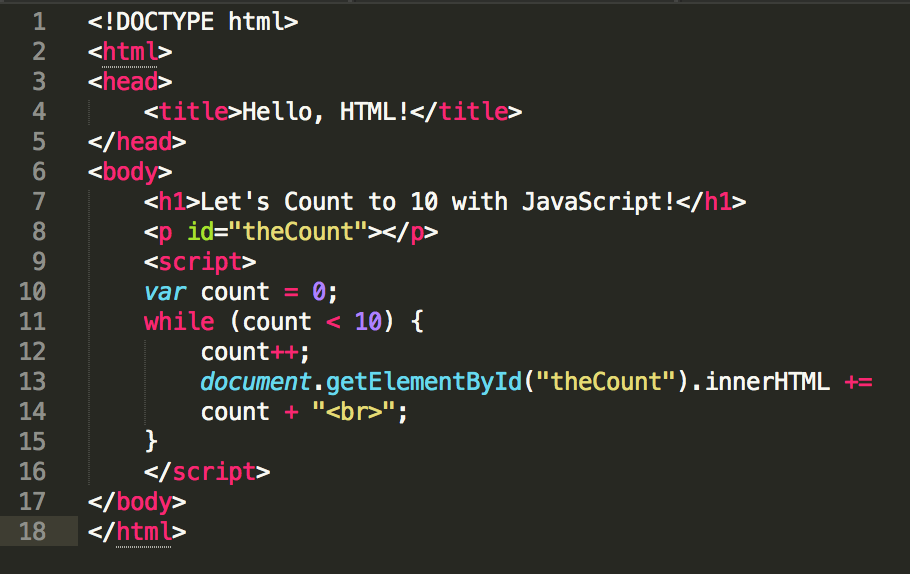 1 <!DOCTYPE html>
2 <html>
3 <head>
4     <title>Hello, HTML!</title>
5 </head>
6 <body>
7     <h1>Let's Count to 10 with JavaScript!</h1>
8     <p id="theCount"></p>
9     <script>
10     var count = 0;
11     while (count < 10) {
12         count++;
13         document.getElementById("theCount").innerHTML +=
14         count + "<br>";
15     }
16     </script>
17 </body>
18 </html>